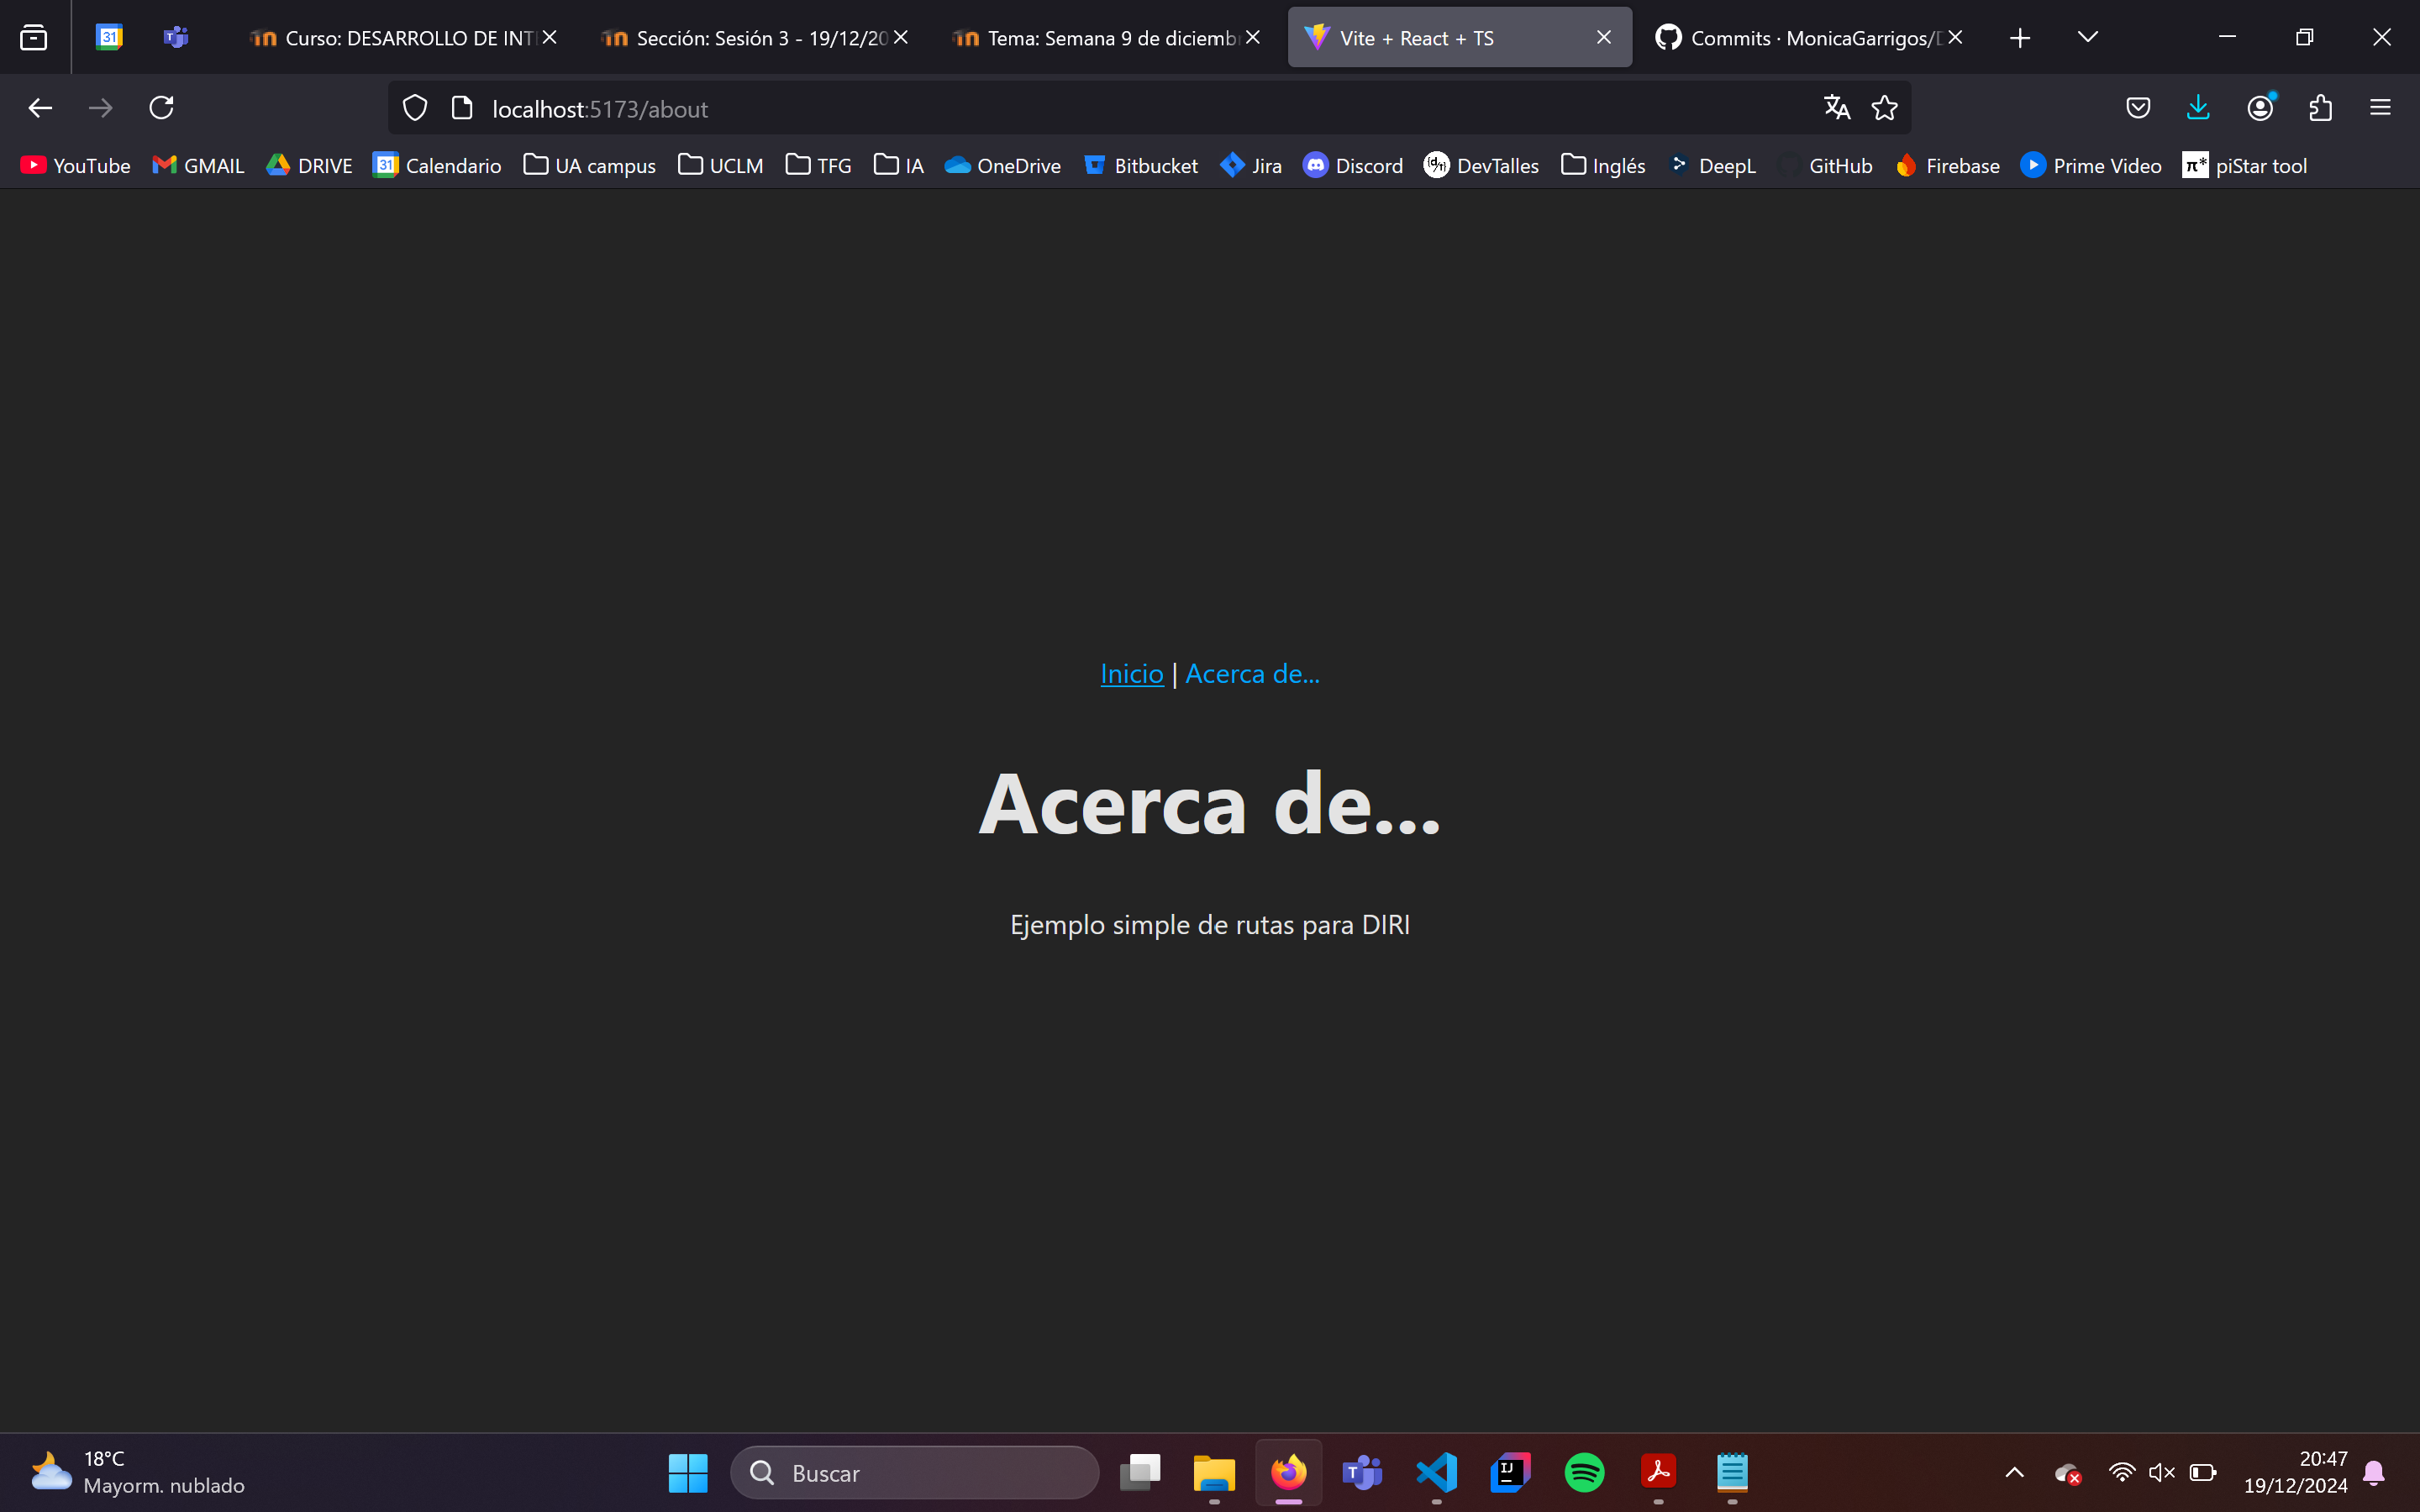 Curso: DESARROLLO DE INT
Sección: Sesión 3 - 19/12/20
Tema: Semana 9 de diciembr
Vite + React + TS
Commits · MonicaGarrigos/D
localhost:5173/about
YouTube
GMAIL
DRIVE
31 Calendario
UA campus
UCLM
TFG
IA
OneDrive
Bitbucket
Jira
Discord
DevTalles
Inglés
DeepL
GitHub
Firebase
Prime Video
piStar tool
Inicio | Acerca de...
Acerca de...
Ejemplo simple de rutas para DIRI
18°C
Mayorm. nublado
Buscar
20:47
19/12/2024